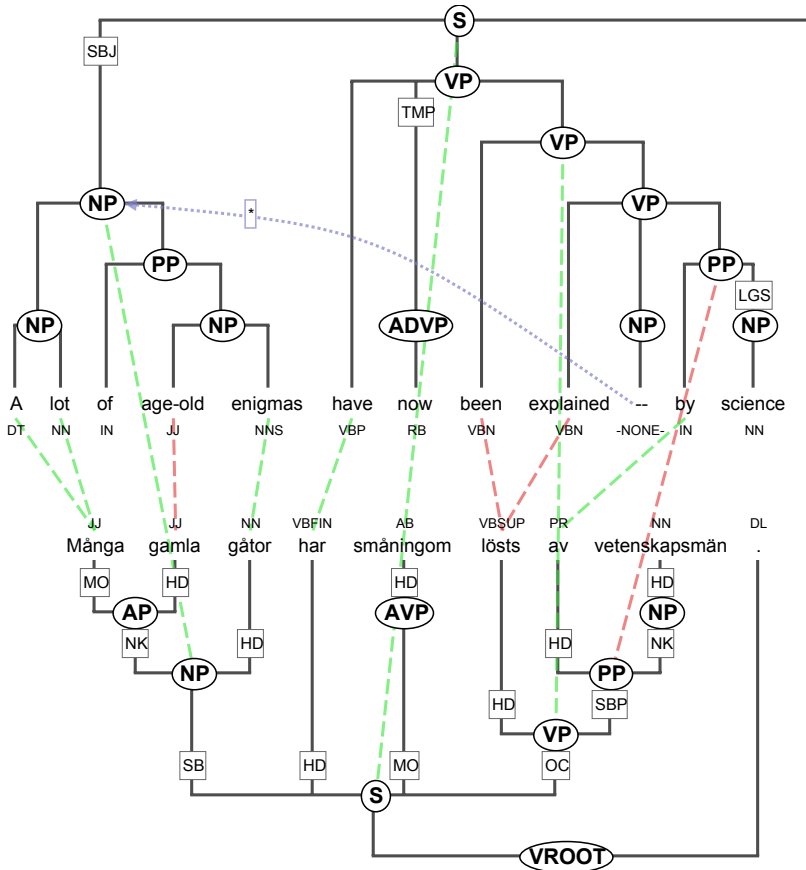 S
SBJ
VP
TMP
VP
NP * VP
PP PP
LGS
NP NP ADVP NP NP
A lot of age-old enigmas have now been explained -- by science
DT NN IN JJ NNS VBP RB VBN VBN -NONE- IN NN
JJ JJ NN VBFIN AB VBSUP PR NN DL
Många gamla gåtor har småningom lösts av vetenskapsmän .
MO HD HD HD
AP AVP NP
NK HD HD NK
NP PP
HD SBP
VP
SB HD MO OC
S
VROOT